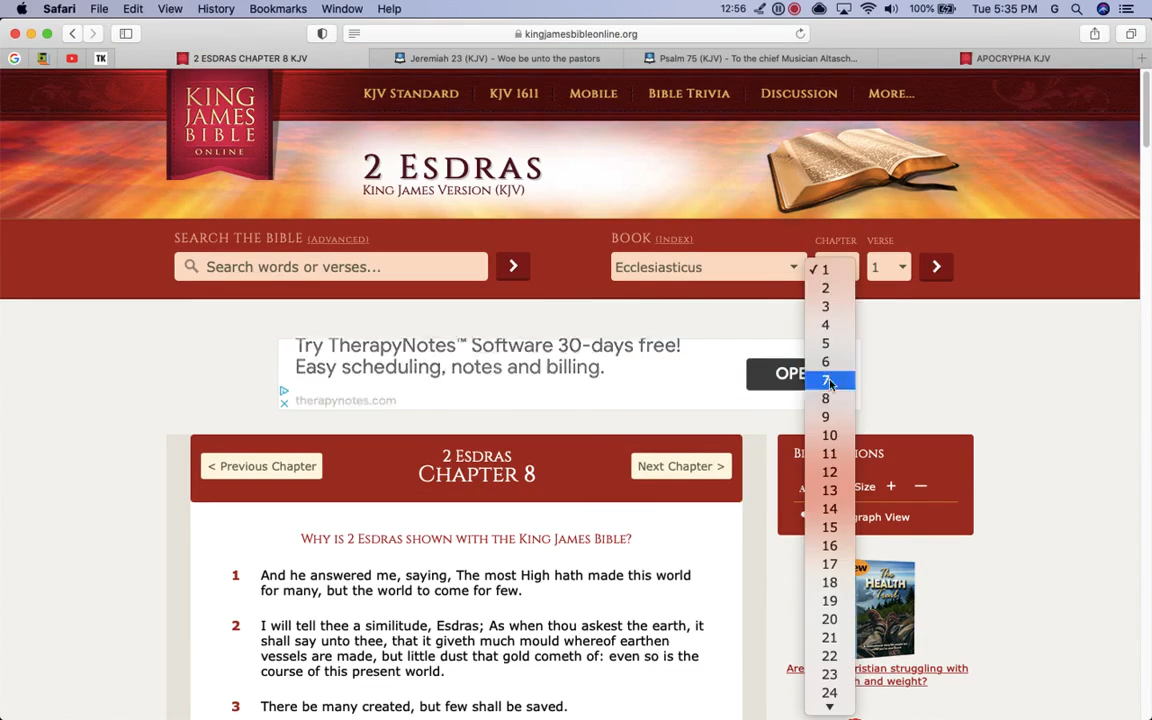 Safari File Edit View History Bookmarks Window Help 12:56 100% Tue 5:35 PM G
kingjamesbibleonline.org
G TK 2 ESDRAS CHAPTER 8 KJV Jeremiah 23 (KJV) - Woe be unto the pastors Psalm 75 (KJV) - To the chief Musician Altasch... APOCRYPHA KJV
KING
JAMES
BIBLE
ONLINE
KJV STANDARD KJV 1611 MOBILE BIBLE TRIVIA DISCUSSION MORE...
2 ESDRAS
KING JAMES VERSION (KJV)
SEARCH THE BIBLE (ADVANCED) BOOK (INDEX) CHAPTER VERSE
Search words or verses... Ecclesiasticus 1
✓ 1
2
3
4
5
6
7
8
9
10
11
12
13
14
15
16
17
18
19
20
21
22
23
24
Try TherapyNotes™ Software 30-days free!
Easy scheduling, notes and billing.
therapynotes.com
OPE
< Previous Chapter
2 ESDRAS
CHAPTER 8
Next Chapter >
WHY IS 2 ESDRAS SHOWN WITH THE KING JAMES BIBLE?
1 And he answered me, saying, The most High hath made this world
for many, but the world to come for few.
2 I will tell thee a similitude, Esdras; As when thou askest the earth, it
shall say unto thee, that it giveth much mould whereof earthen
vessels are made, but little dust that gold cometh of: even so is the
course of this present world.
3 There be many created, but few shall be saved.
Size + −
View
The
HEALTH
Are
christian struggling with
and weight?